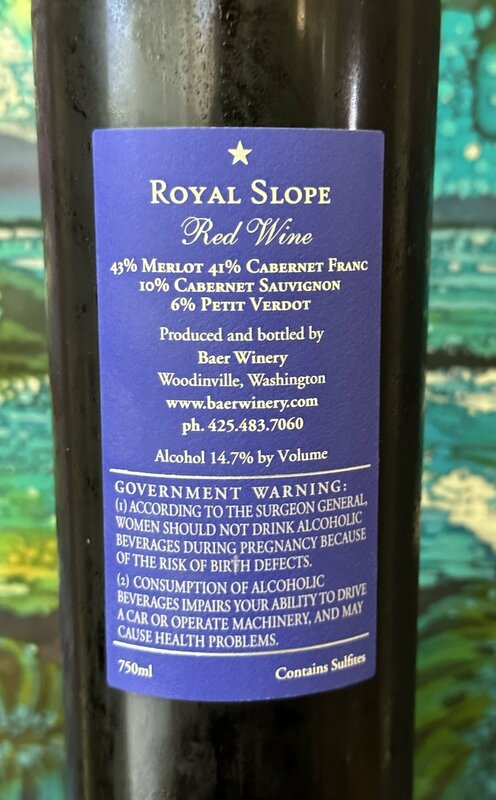 ROYAL SLOPE
Red Wine
43% MERLOT 41% CABERNET FRANC
10% CABERNET SAUVIGNON
6% PETIT VERDOT
Produced and bottled by
Baer Winery
Woodinville, Washington
www.baerwinery.com
ph. 425.483.7060
Alcohol 14.7% by Volume
GOVERNMENT WARNING:
(1) ACCORDING TO THE SURGEON GENERAL,
WOMEN SHOULD NOT DRINK ALCOHOLIC
BEVERAGES DURING PREGNANCY BECAUSE
OF THE RISK OF BIRTH DEFECTS.
(2) CONSUMPTION OF ALCOHOLIC
BEVERAGES IMPAIRS YOUR ABILITY TO DRIVE
A CAR OR OPERATE MACHINERY, AND MAY
CAUSE HEALTH PROBLEMS.
750ml Contains Sulfites